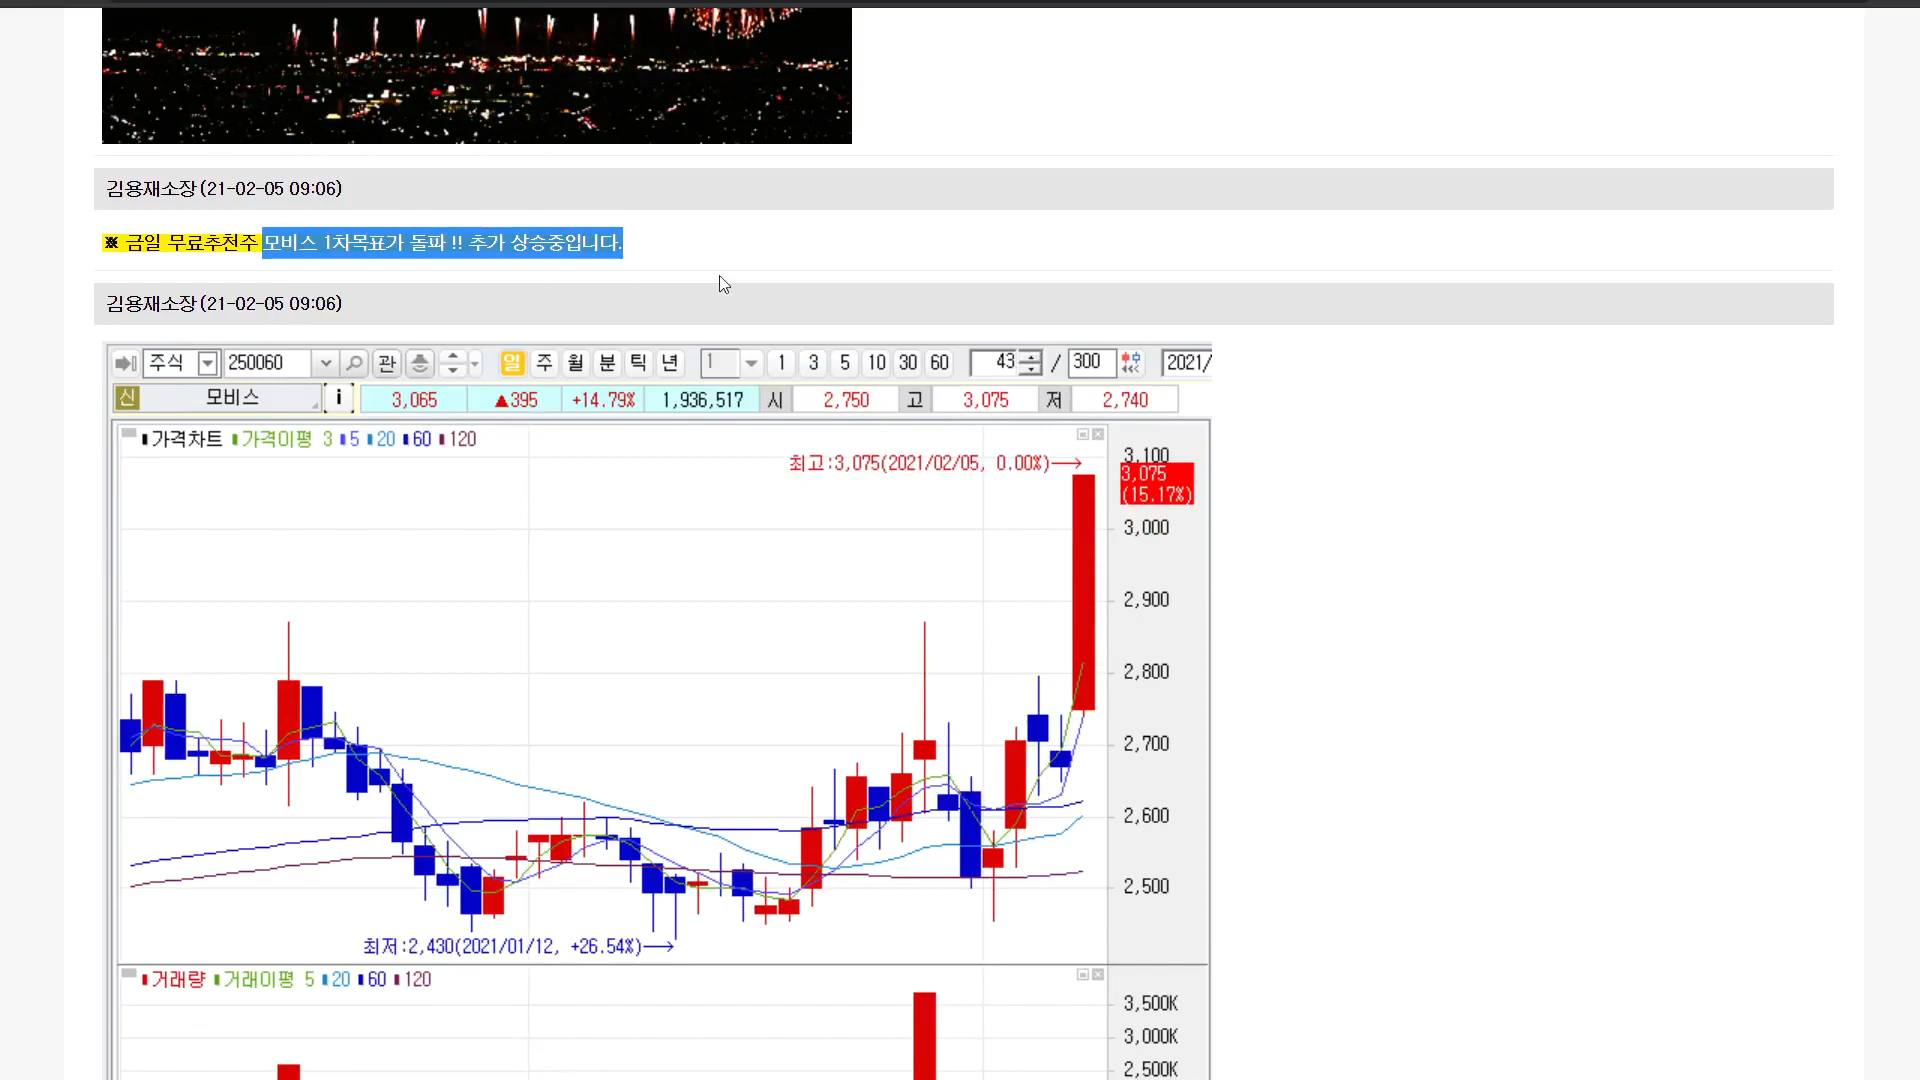 김용재소장(21-02-05 09:06)
※ 금일 무료추천주 모비스 1차목표가 돌파 !! 추가 상승중입니다.
김용재소장(21-02-05 09:06)
주식 250060 관 일 주 월 분 틱 년 1 1 3 5 10 30 60 43 / 300 2021/
신 모비스 i 3,065 ▲395 +14.79% 1,936,517 시 2,750 고 3,075 저 2,740
가격차트 가격이평 3 5 20 60 120
최고:3,075(2021/02/05, 0.00%)→
3,100
3,075
(15.17%)
3,000
2,900
2,800
2,700
2,600
2,500
최저:2,430(2021/01/12, +26.54%)→
거래량 거래이평 5 20 60 120
3,500K
3,000K
2,500K